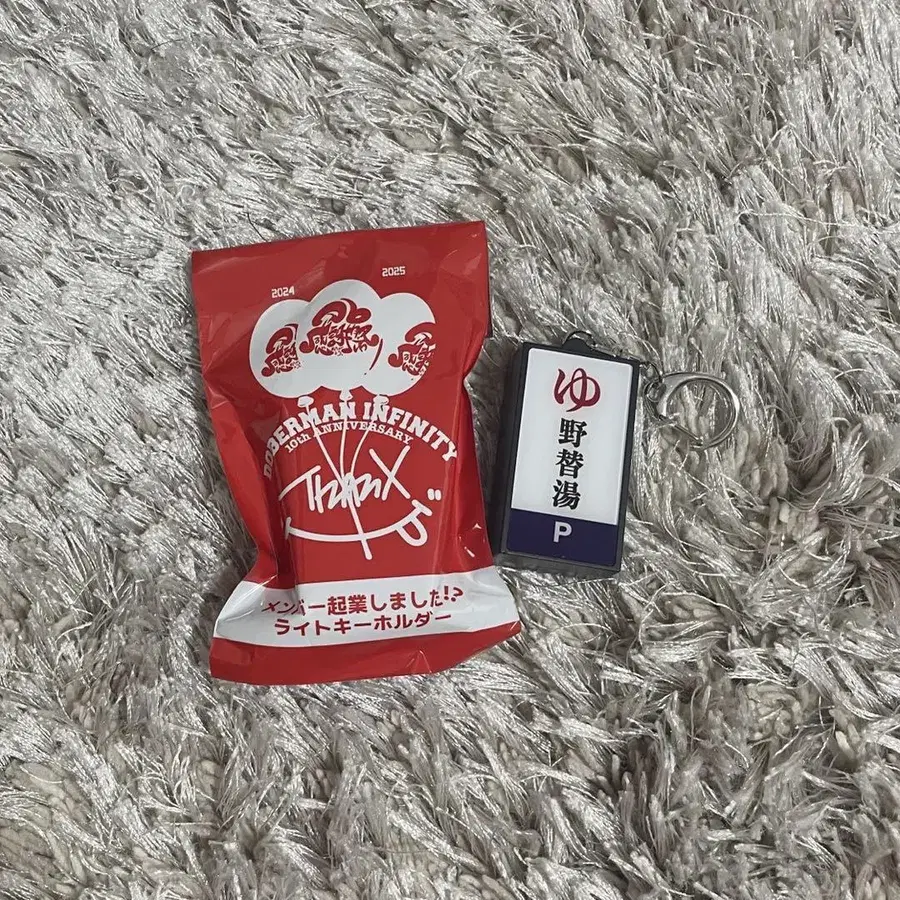 2024
2025
DOBERMAN INFINITY
10th ANNIVERSARY
ThanX
メンバー起業しました!?
ライトキーホルダー
ゆ
野替湯
P